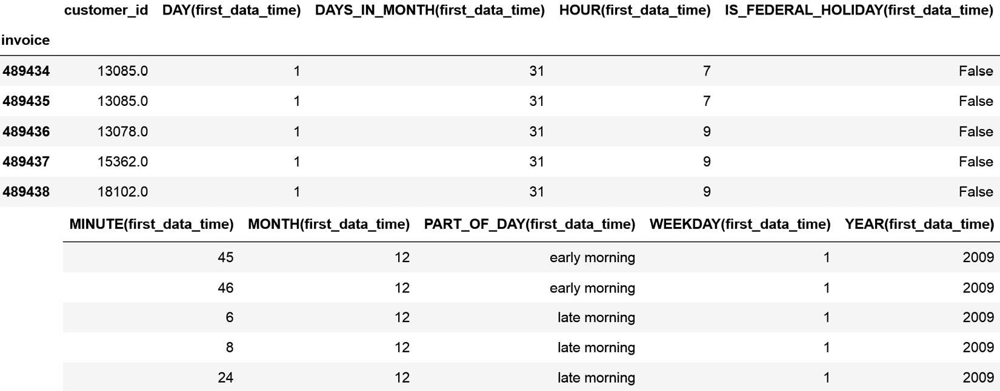 customer_id DAY(first_data_time) DAYS_IN_MONTH(first_data_time) HOUR(first_data_time) IS_FEDERAL_HOLIDAY(first_data_time)
invoice
489434 13085.0 1 31 7 False
489435 13085.0 1 31 7 False
489436 13078.0 1 31 9 False
489437 15362.0 1 31 9 False
489438 18102.0 1 31 9 False
MINUTE(first_data_time) MONTH(first_data_time) PART_OF_DAY(first_data_time) WEEKDAY(first_data_time) YEAR(first_data_time)
45 12 early morning 1 2009
46 12 early morning 1 2009
6 12 late morning 1 2009
8 12 late morning 1 2009
24 12 late morning 1 2009